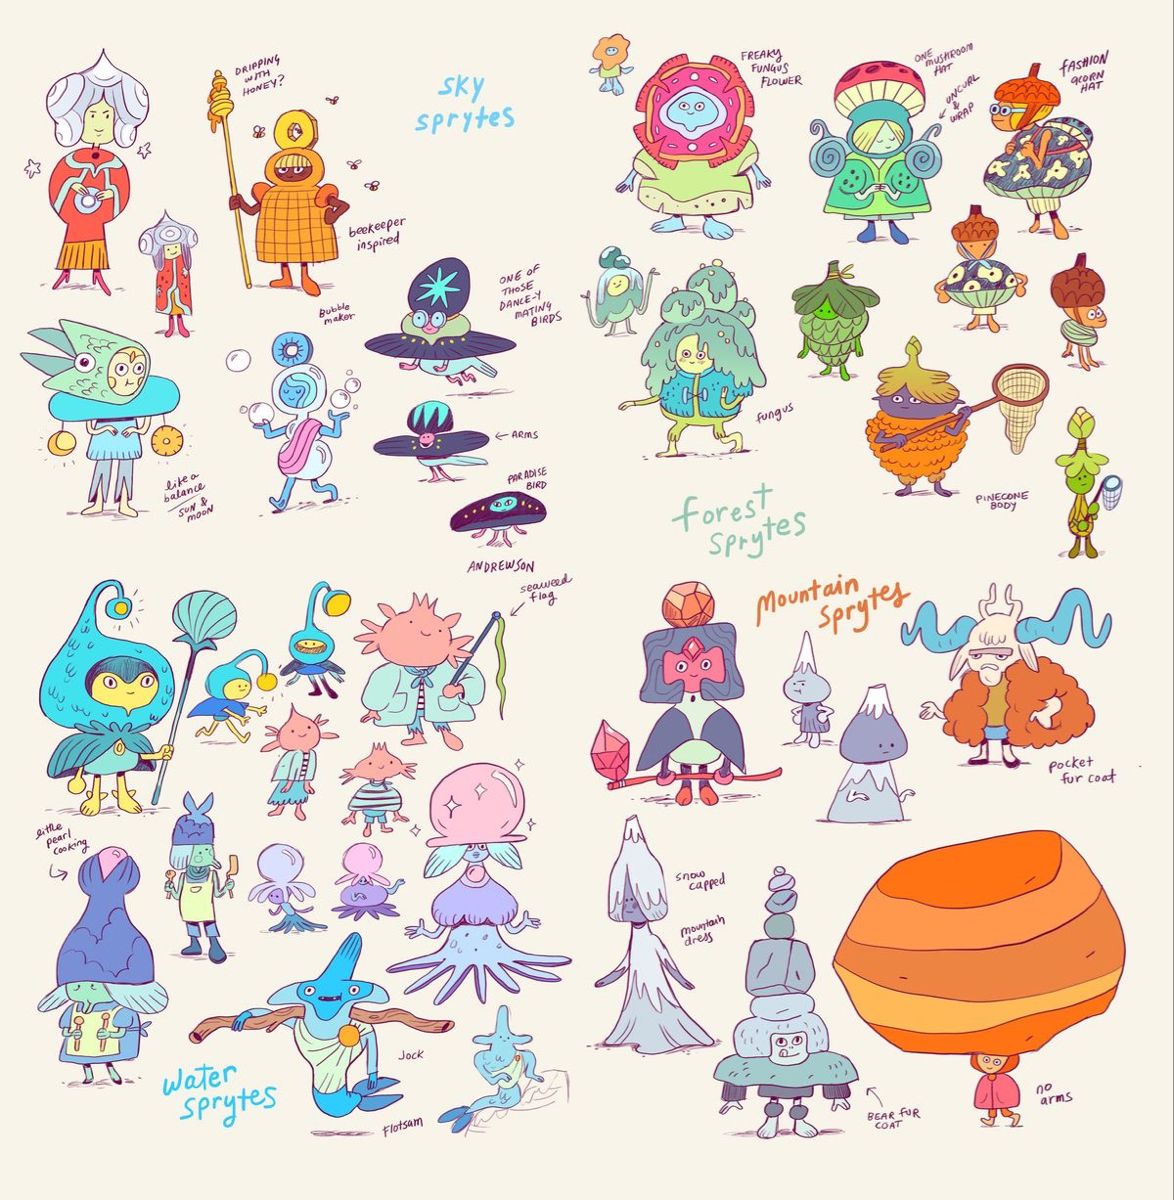 DRIPPING
WITH
HONEY?
sky
sprytes
beekeeper
inspired
Bubble
maker
ONE OF
THOSE
DANCE-Y
MATING
BIRDS
ARMS
like a
balance
SUN &
MOON
PARADISE
BIRD
ANDREWSON
FREAKY
FUNGUS
FLOWER
ONE MUSHROOM
HAT
UNCURL
&
WRAP
FASHION
ACORN
HAT
fungus
PINECONE
BODY
forest
sprytes
seaweed
flag
little
pearl
cooking
Jock
water
sprytes
Flotsam
Mountain
sprytes
pocket
fur coat
snow
capped
mountain
dress
BEAR FUR
COAT
no
arms